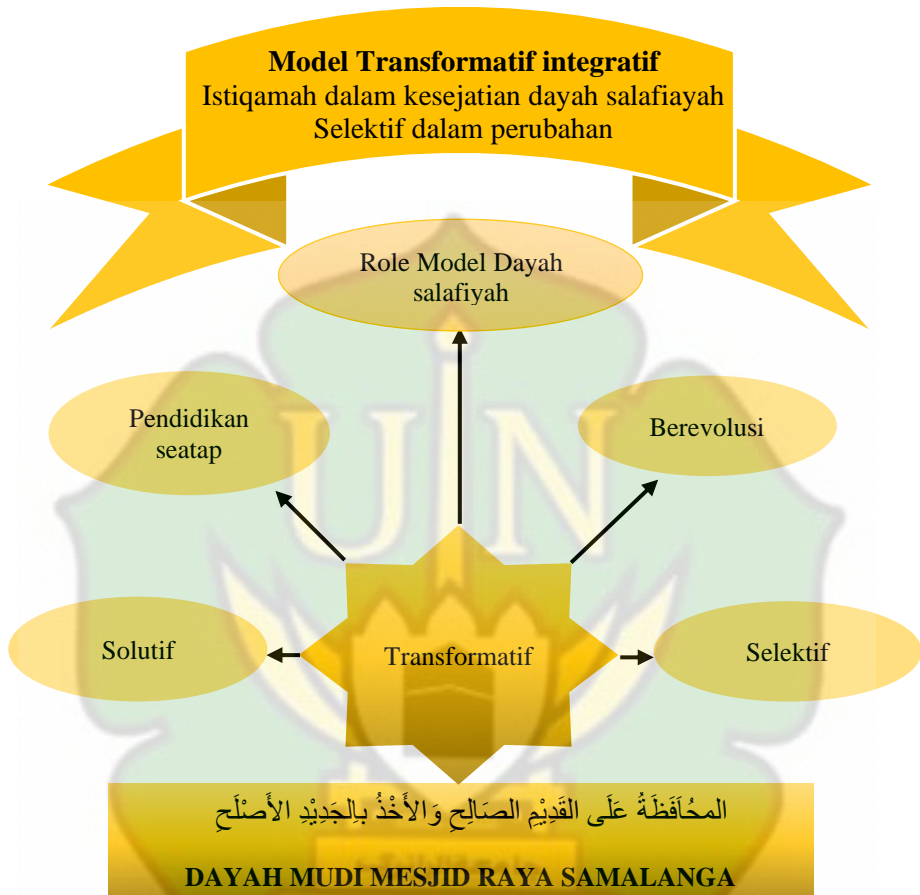 Model Transformatif integratif
Istiqamah dalam kesejatian dayah salafiayah
Selektif dalam perubahan
Role Model Dayah
salafiyah
Pendidikan
seatap
Berevolusi
UIN
Solutif
Transformatif
Selektif
المحُاَفَظَةُ عَلَى القَدِيْمِ الصَالِحِ وَالأَخْذُ بِالجَدِيْدِ الأَصْلَحِ
DAYAH MUDI MESJID RAYA SAMALANGA